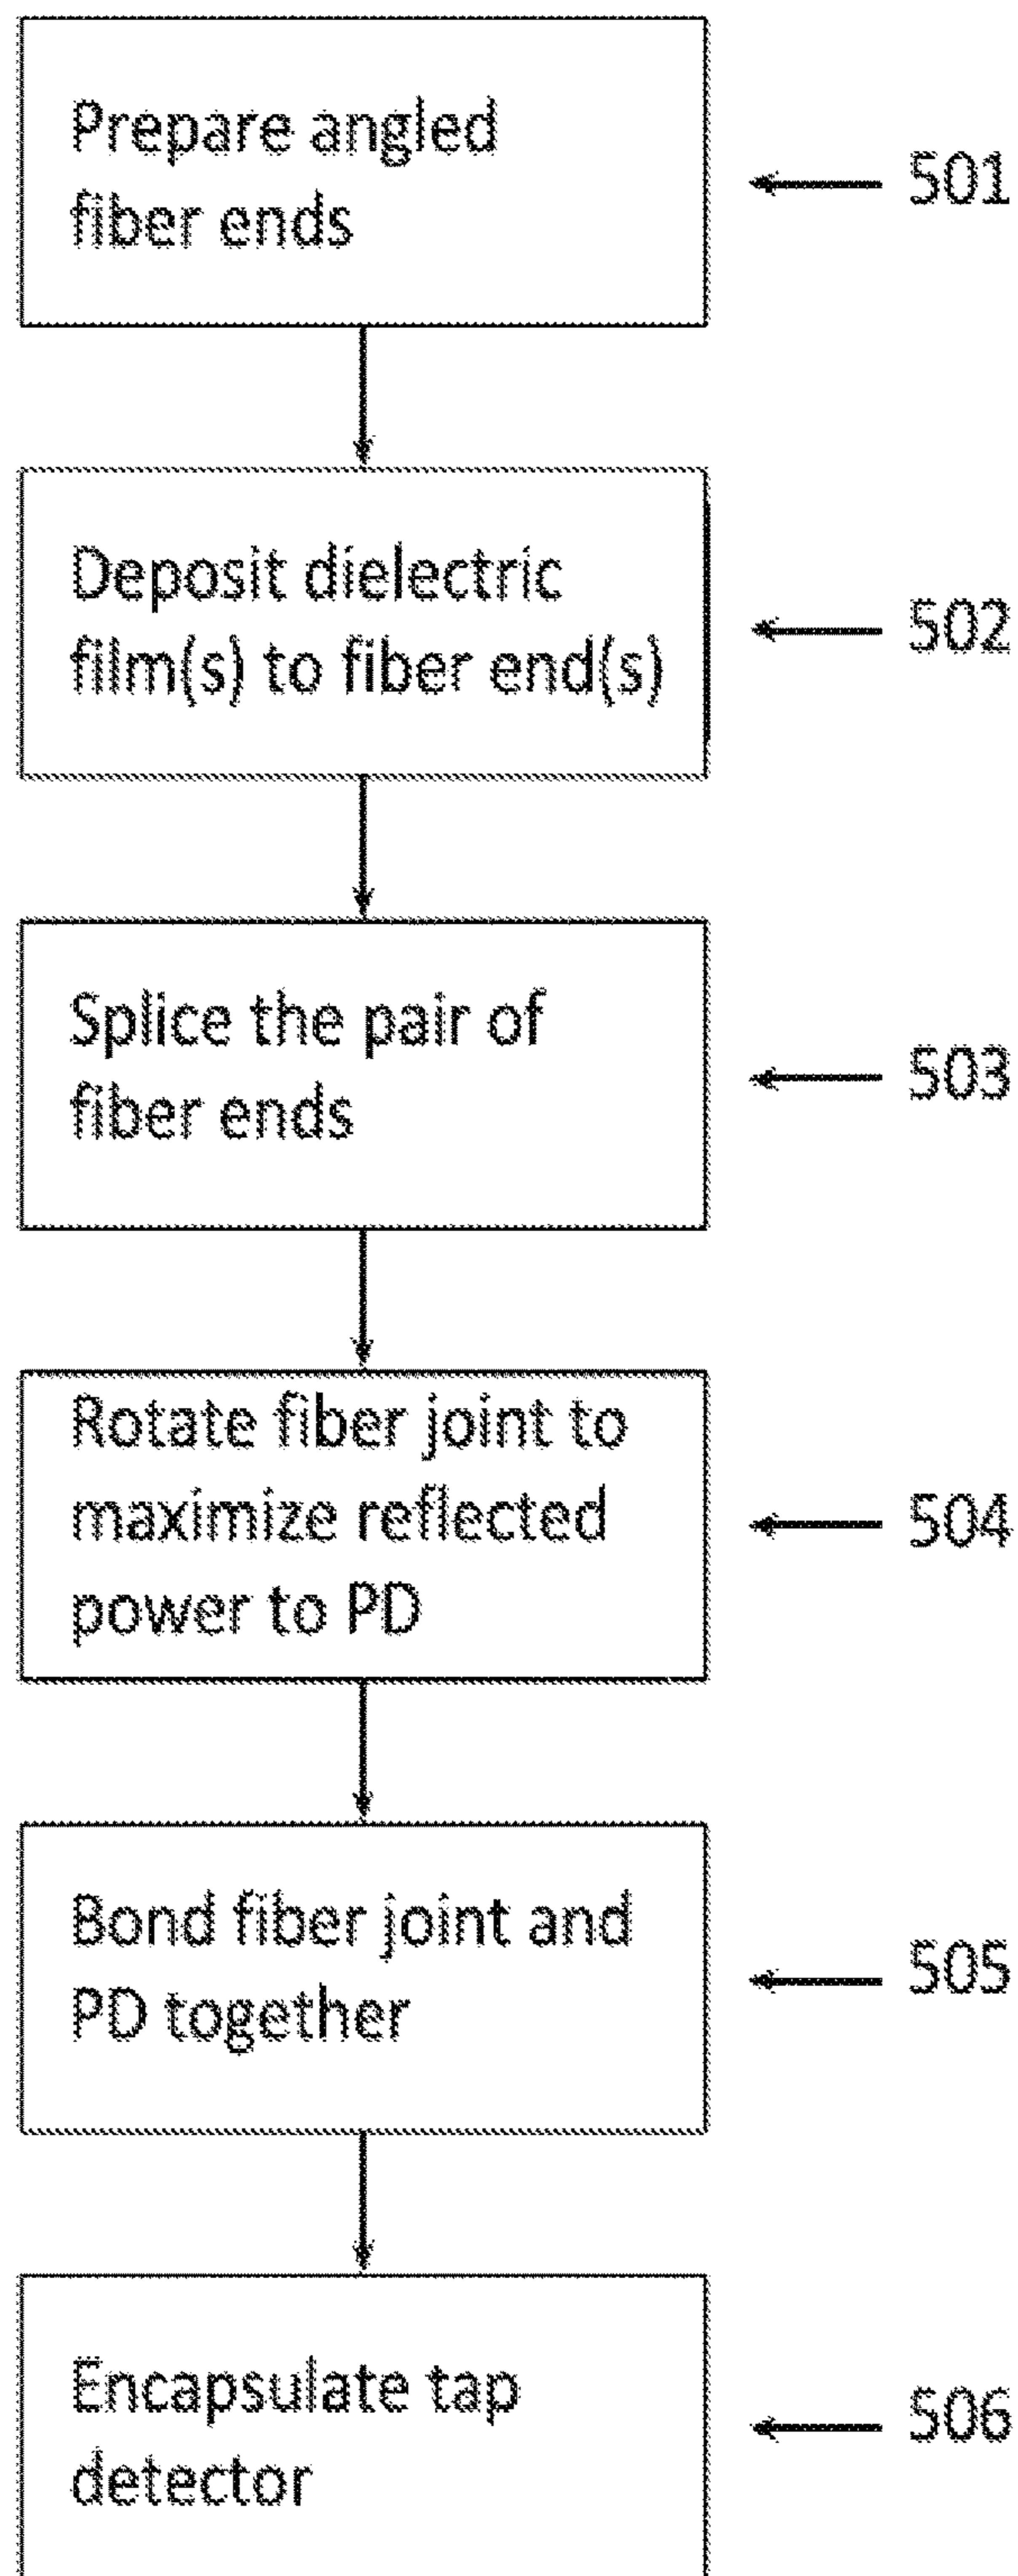 Prepare angled
fiber ends
501
Deposit dielectric
film(s) to fiber end(s)
502
Splice the pair of
fiber ends
503
Rotate fiber joint to
maximize reflected
power to PD
504
Bond fiber joint and
PD together
505
Encapsulate tap
detector
506